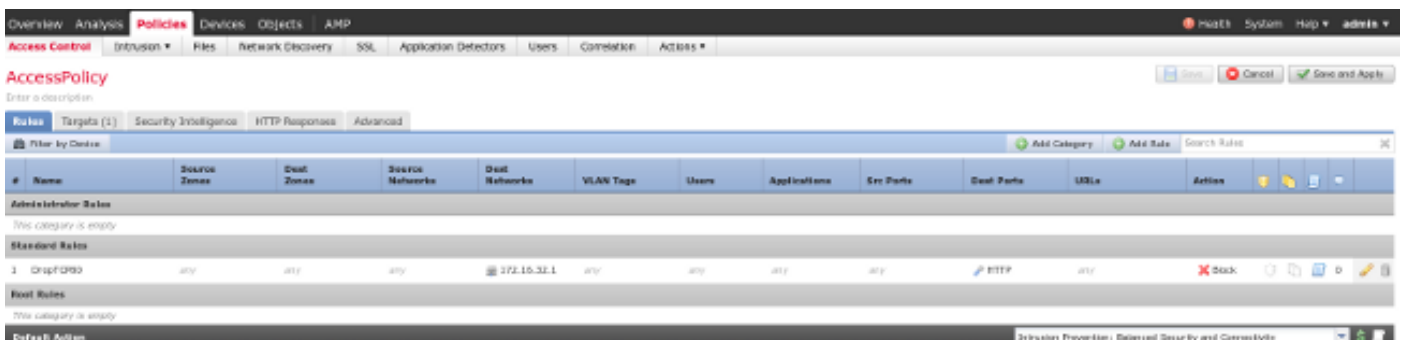 Overview Analysis Policies Devices Objects AMP Health System Help admin
Access Control Intrusion Files Network Discovery SSL Application Detectors Users Correlation Actions
AccessPolicy
Save Cancel Save and Apply
Enter a description
Rules Targets (1) Security Intelligence HTTP Responses Advanced
Filter by Device Add Category Add Rule Search Rules
# Name Source Zones Dest Zones Source Networks Dest Networks VLAN Tags Users Applications Src Ports Dest Ports URLs Action
Administrator Rules
This category is empty
Standard Rules
1 any any any 172.16.32.1 any any any any HTTP any Block 0
Root Rules
This category is empty
Default Action Intrusion Prevention: Balanced Security and Connectivity